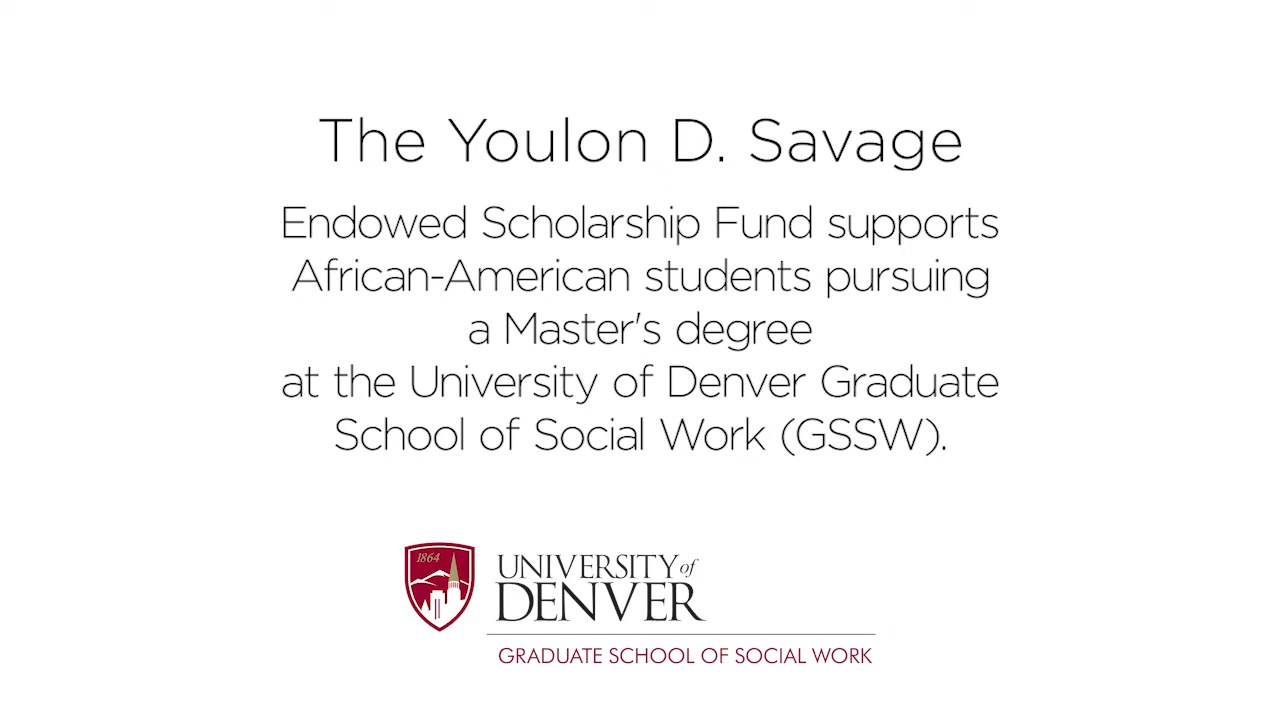 The Youlon D. Savage
Endowed Scholarship Fund supports
African-American students pursuing
a Master's degree
at the University of Denver Graduate
School of Social Work (GSSW).
1864
UNIVERSITY of
DENVER
GRADUATE SCHOOL OF SOCIAL WORK